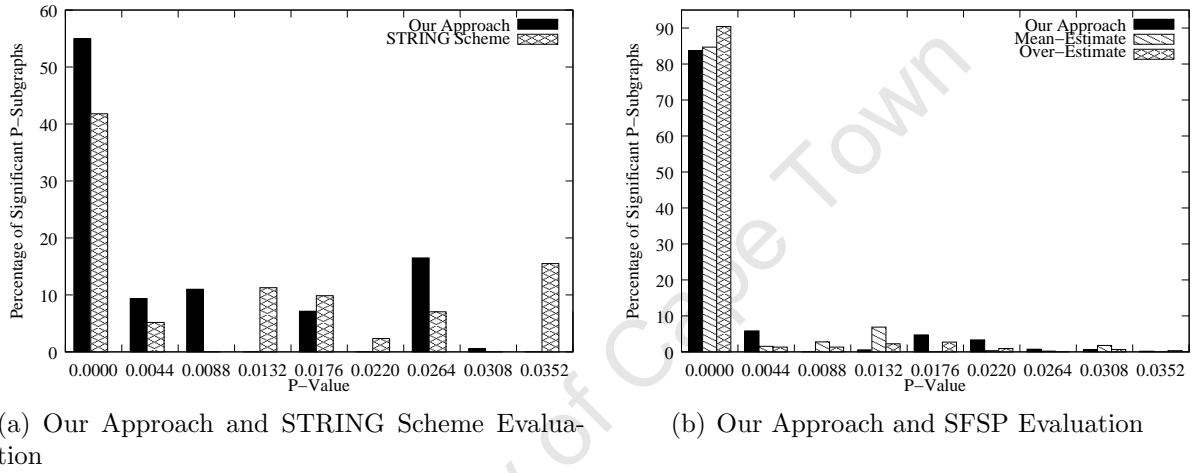 60
50
40
30
20
10
0
Percentage of Significant P-Subgraphs
Our Approach
STRING Scheme
0.0000 0.0044 0.0088 0.0132 0.0176 0.0220 0.0264 0.0308 0.0352
P-Value
(a) Our Approach and STRING Scheme Evalua-
tion
90
80
70
60
50
40
30
20
10
0
Percentage of Significant P-Subgraphs
Our Approach
Mean-Estimate
Over-Estimate
0.0000 0.0044 0.0088 0.0132 0.0176 0.0220 0.0264 0.0308 0.0352
P-Value
(b) Our Approach and SFSP Evaluation
y of Cape Town